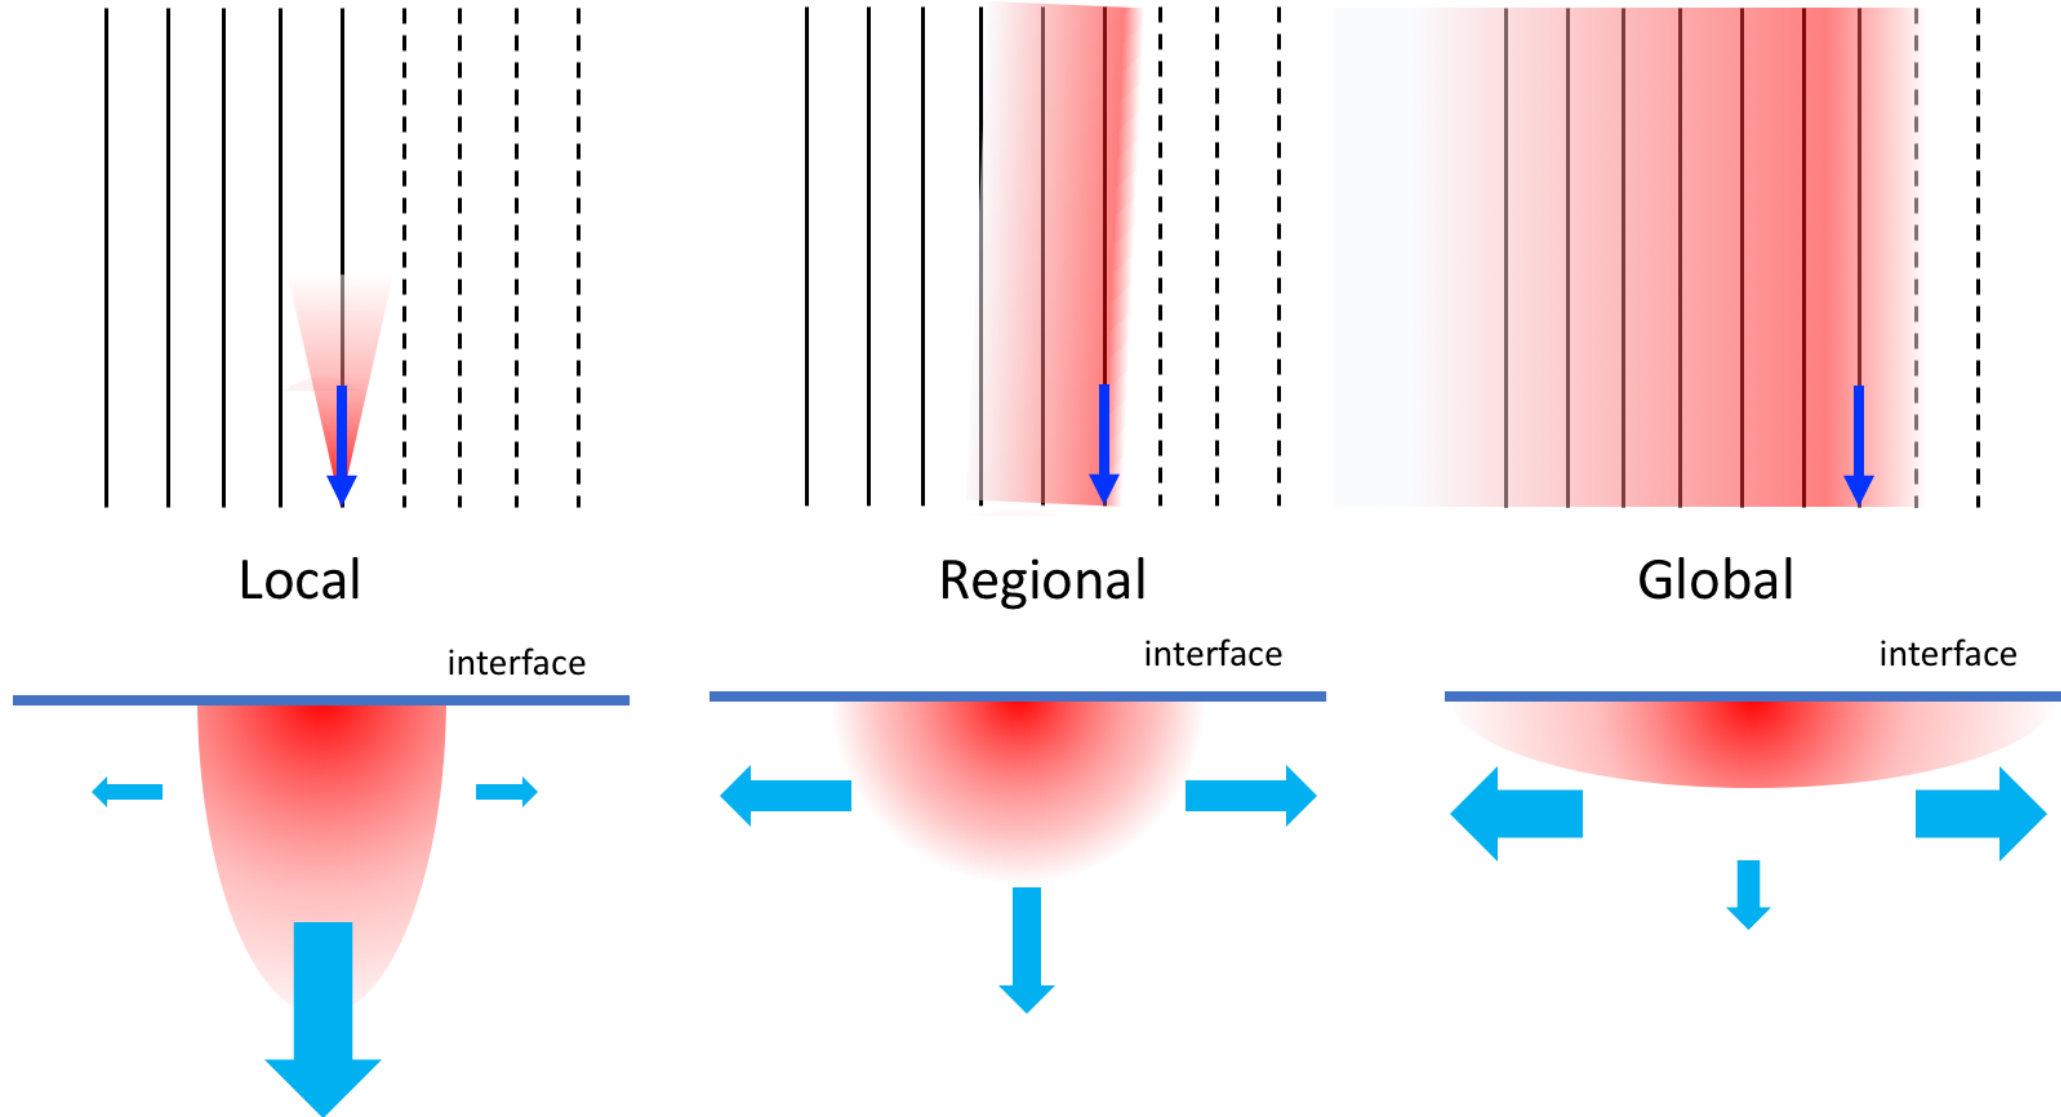 Local
Regional
Global
interface
interface
interface